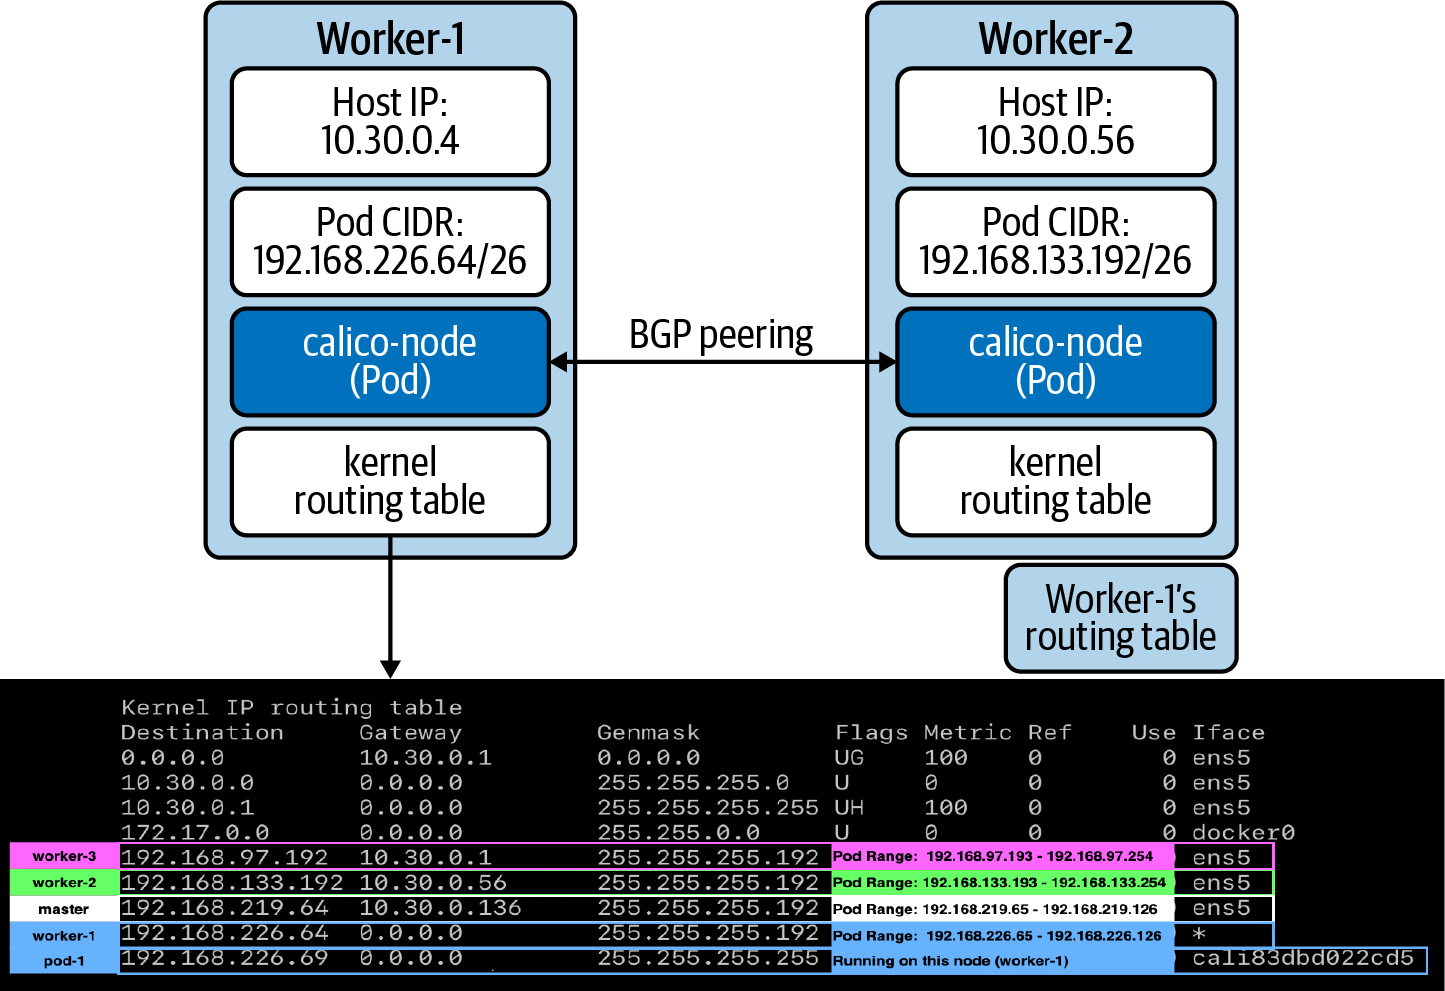 Worker-1
Host IP:
10.30.0.4
Pod CIDR:
192.168.226.64/26
calico-node
(Pod)
kernel
routing table
BGP peering
Worker-2
Host IP:
10.30.0.56
Pod CIDR:
192.168.133.192/26
calico-node
(Pod)
kernel
routing table
Worker-1's
routing table
Kernel IP routing table
Destination Gateway Genmask Flags Metric Ref Use Iface
0.0.0.0 10.30.0.1 0.0.0.0 UG 100 0 0 ens5
10.30.0.0 0.0.0.0 255.255.255.0 U 0 0 0 ens5
10.30.0.1 0.0.0.0 255.255.255.255 UH 100 0 0 ens5
172.17.0.0 0.0.0.0 255.255.0.0 U 0 0 0 docker0
worker-3 192.168.97.192 10.30.0.1 255.255.255.192 Pod Range: 192.168.97.193 - 192.168.97.254 ens5
worker-2 192.168.133.192 10.30.0.56 255.255.255.192 Pod Range: 192.168.133.193 - 192.168.133.254 ens5
master 192.168.219.64 10.30.0.136 255.255.255.192 Pod Range: 192.168.219.65 - 192.168.219.126 ens5
worker-1 192.168.226.64 0.0.0.0 255.255.255.192 Pod Range: 192.168.226.65 - 192.168.226.126 *
pod-1 192.168.226.69 0.0.0.0 255.255.255.255 Running on this node (worker-1) cali83dbd022cd5